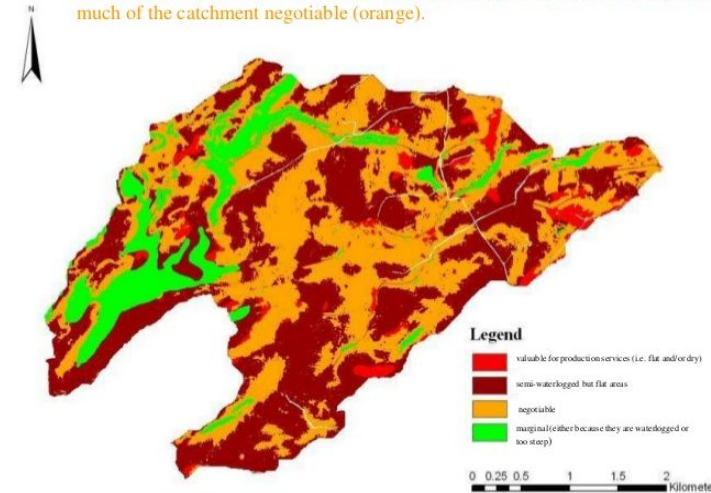 N
much of the catchment negotiable (orange).
Legend
valuable for production services (i.e. flat and/or dry)
semi-waterlogged but flat areas
negotiable
marginal (either because they are waterlogged or
too steep)
0 0.25 0.5 1 1.5 2
Kilomete